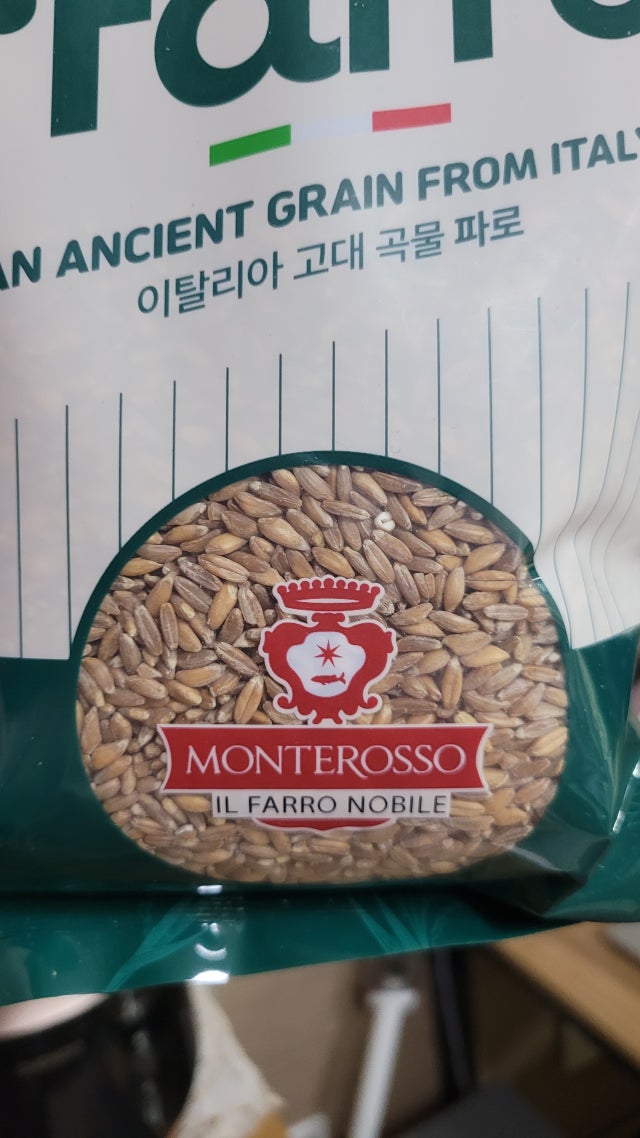 Farro
AN ANCIENT GRAIN FROM ITALY
이탈리아 고대 곡물 파로
MONTEROSSO
IL FARRO NOBILE